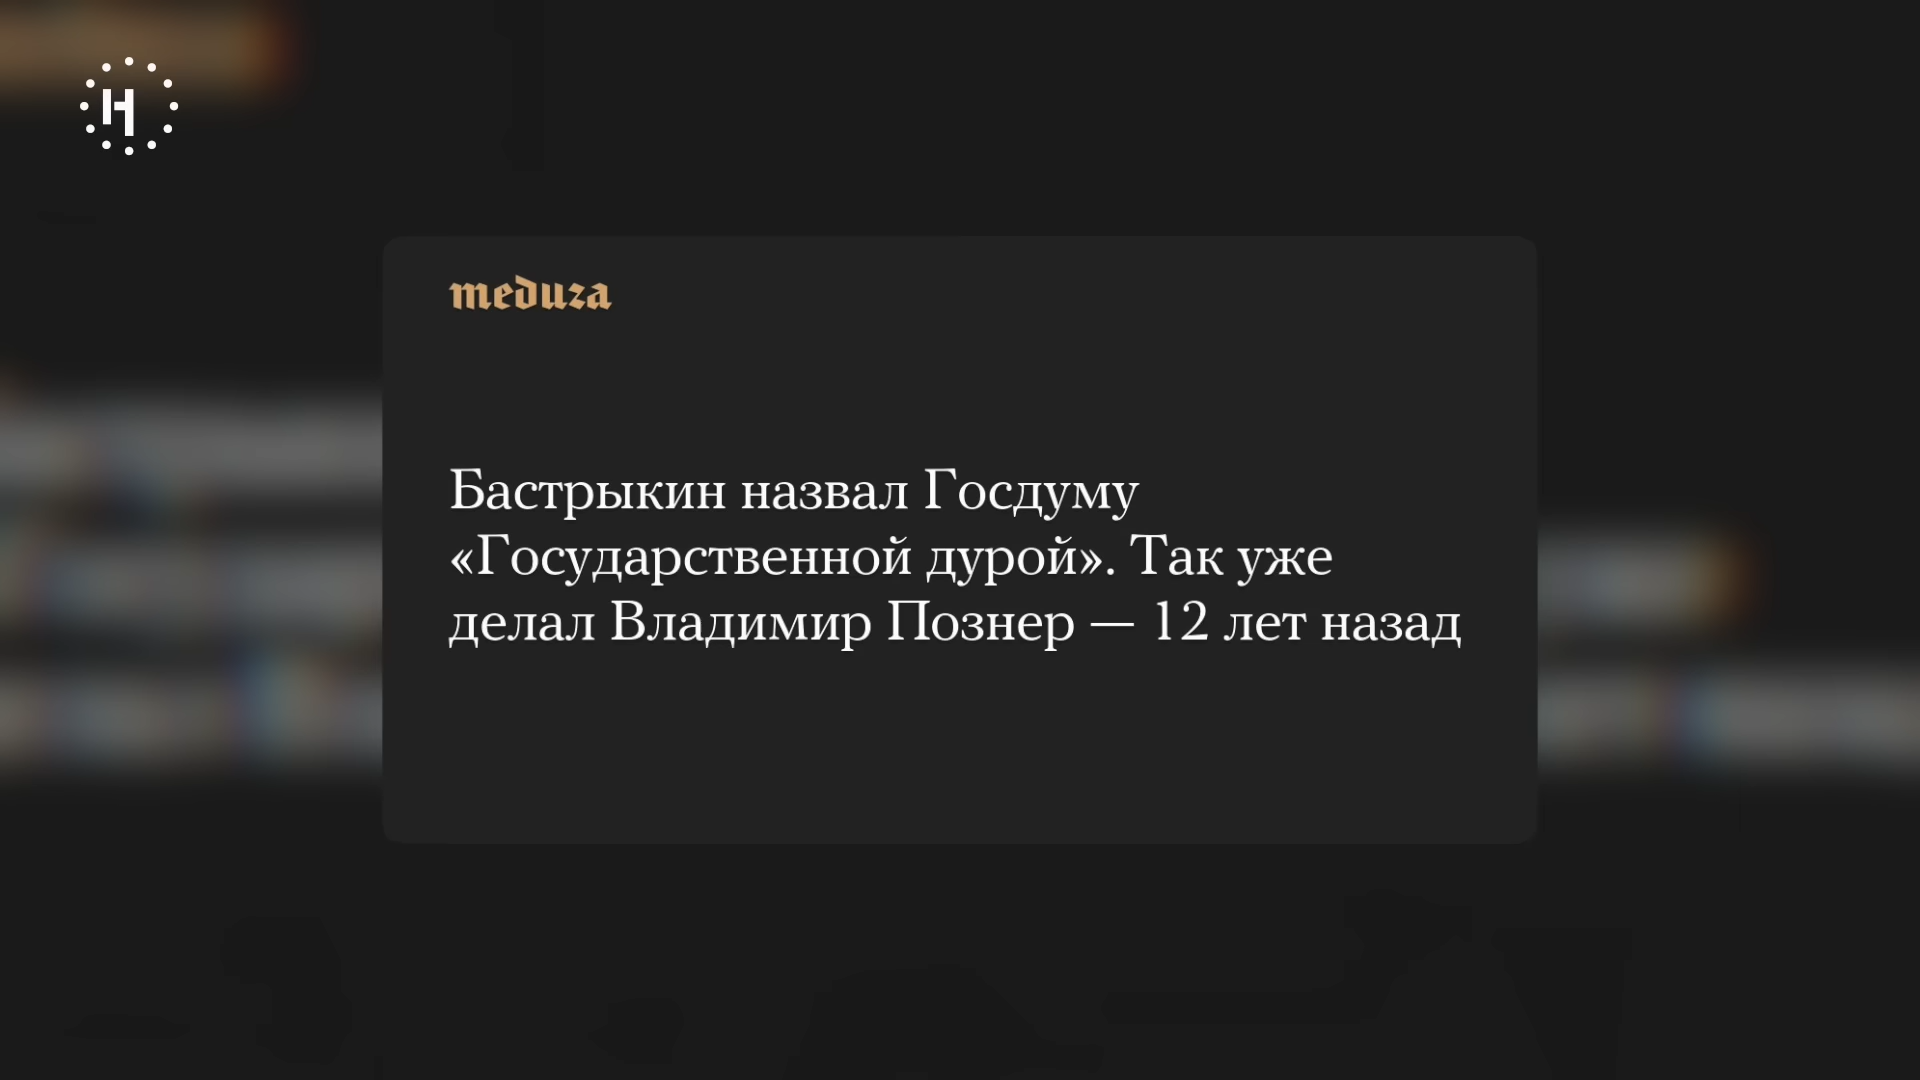 meduza
Бастрыкин назвал Госдуму
«Государственной дурой». Так уже
делал Владимир Познер — 12 лет назад